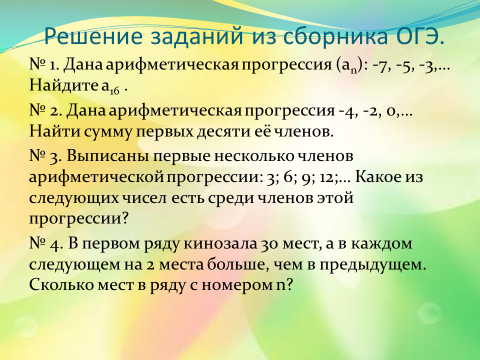 Решение заданий из сборника ОГЭ.
№ 1. Дана арифметическая прогрессия (aₙ): -7, -5, -3,…
Найдите a₁₆ .
№ 2. Дана арифметическая прогрессия -4, -2, 0,…
Найти сумму первых десяти её членов.
№ 3. Выписаны первые несколько членов
арифметической прогрессии: 3; 6; 9; 12;… Какое из
следующих чисел есть среди членов этой
прогрессии?
№ 4. В первом ряду кинозала 30 мест, а в каждом
следующем на 2 места больше, чем в предыдущем.
Сколько мест в ряду с номером n?